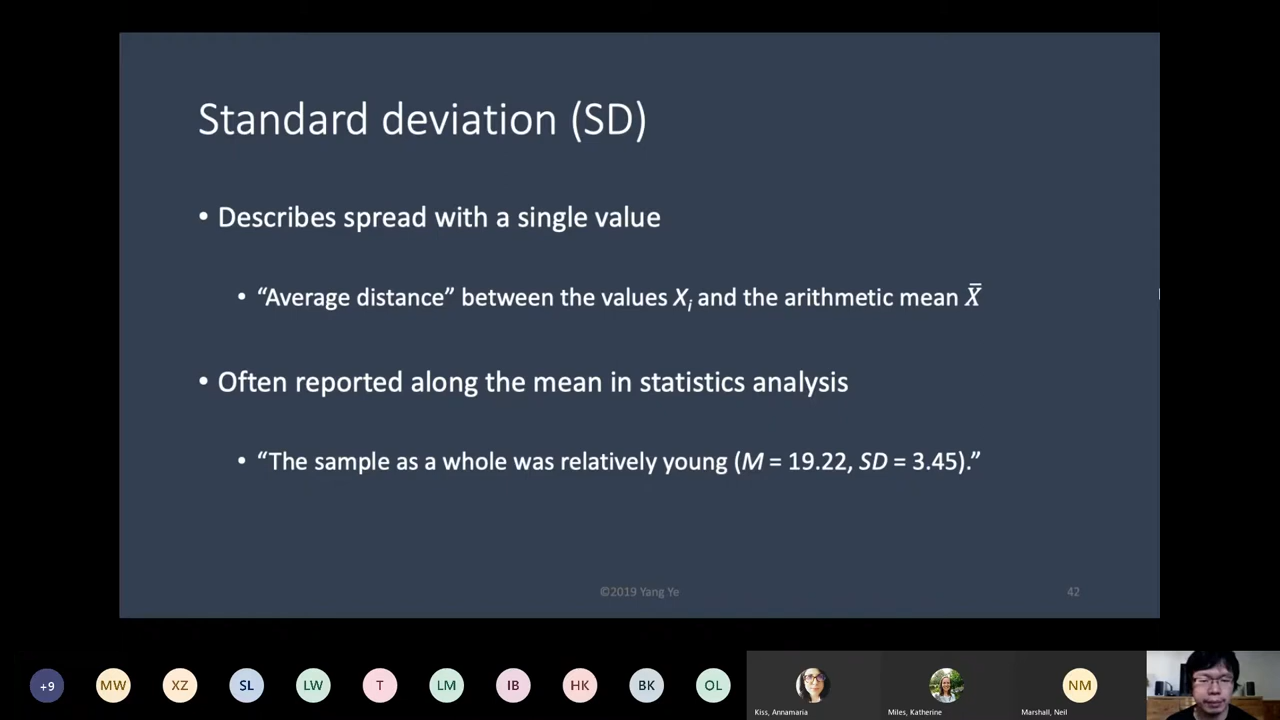 Standard deviation (SD)
• Describes spread with a single value
• “Average distance” between the values Xᵢ and the arithmetic mean X̄
• Often reported along the mean in statistics analysis
• “The sample as a whole was relatively young (M = 19.22, SD = 3.45).”
©2019 Yang Ye
42
+9 MW XZ SL LW T LM IB HK BK OL NM
Kiss, Annamaria Miles, Katherine Marshall, Neil